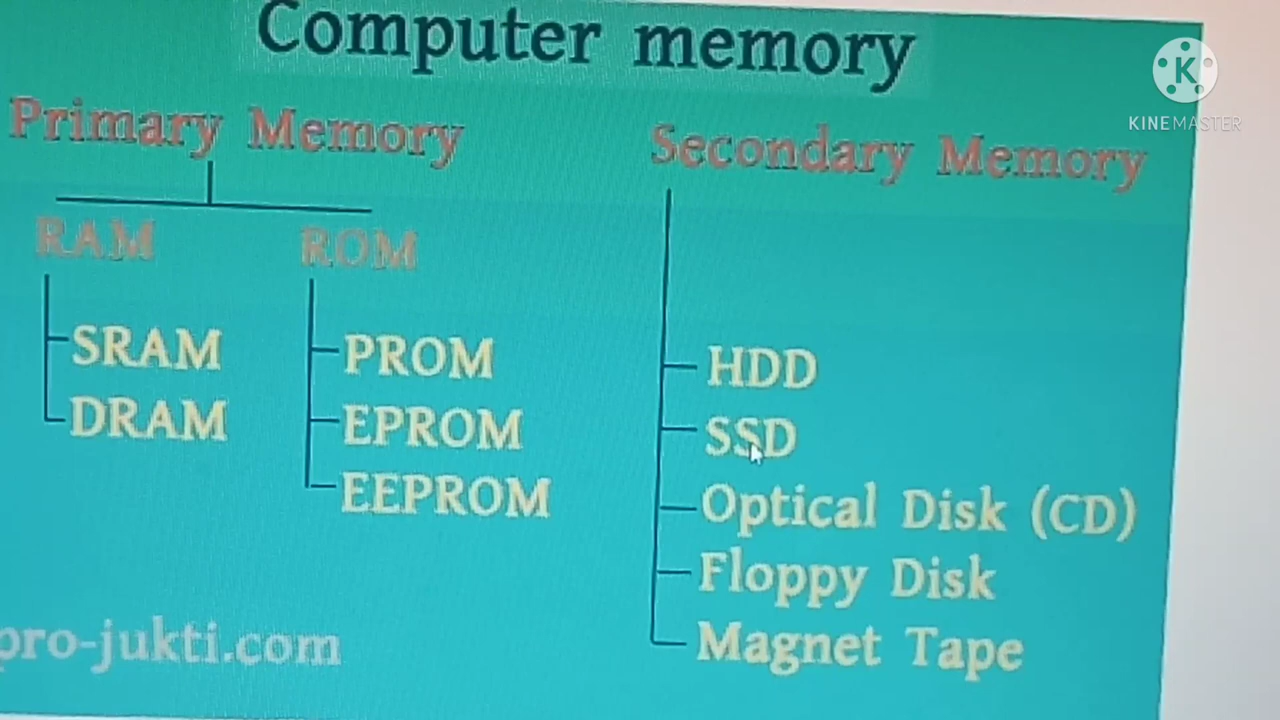 Computer memory
Primary Memory
Secondary Memory
RAM
ROM
SRAM
DRAM
PROM
EPROM
EEPROM
HDD
SSD
Optical Disk (CD)
Floppy Disk
Magnet Tape
pro-jukti.com
K
KINEMASTER